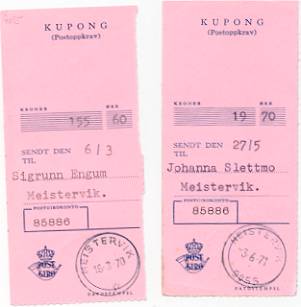 KUPONG
(Postoppkrav)
KRONER ØRE
155 60
SENDT DEN 6/3
TIL
Sigrunn Engum
Meistervik.
POSTGIROKONTO
85886
POST
GIRO
MEISTERVIK
70
DATOSTEMPEL
KUPONG
(Postoppkrav)
KRONER ØRE
19 70
SENDT DEN 27/5
TIL
Johanna Slettmo
Meistervik.
POSTGIROKONTO
85886
POST
GIRO
MEISTERVIK
DATOSTEMPEL